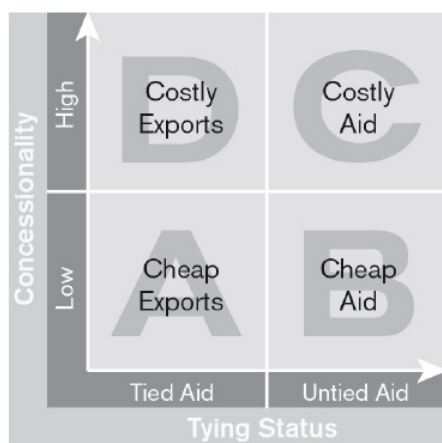 Concessionality
High
Low
D
Costly
Exports
C
Costly
Aid
A
Cheap
Exports
B
Cheap
Aid
Tied Aid
Untied Aid
Tying Status